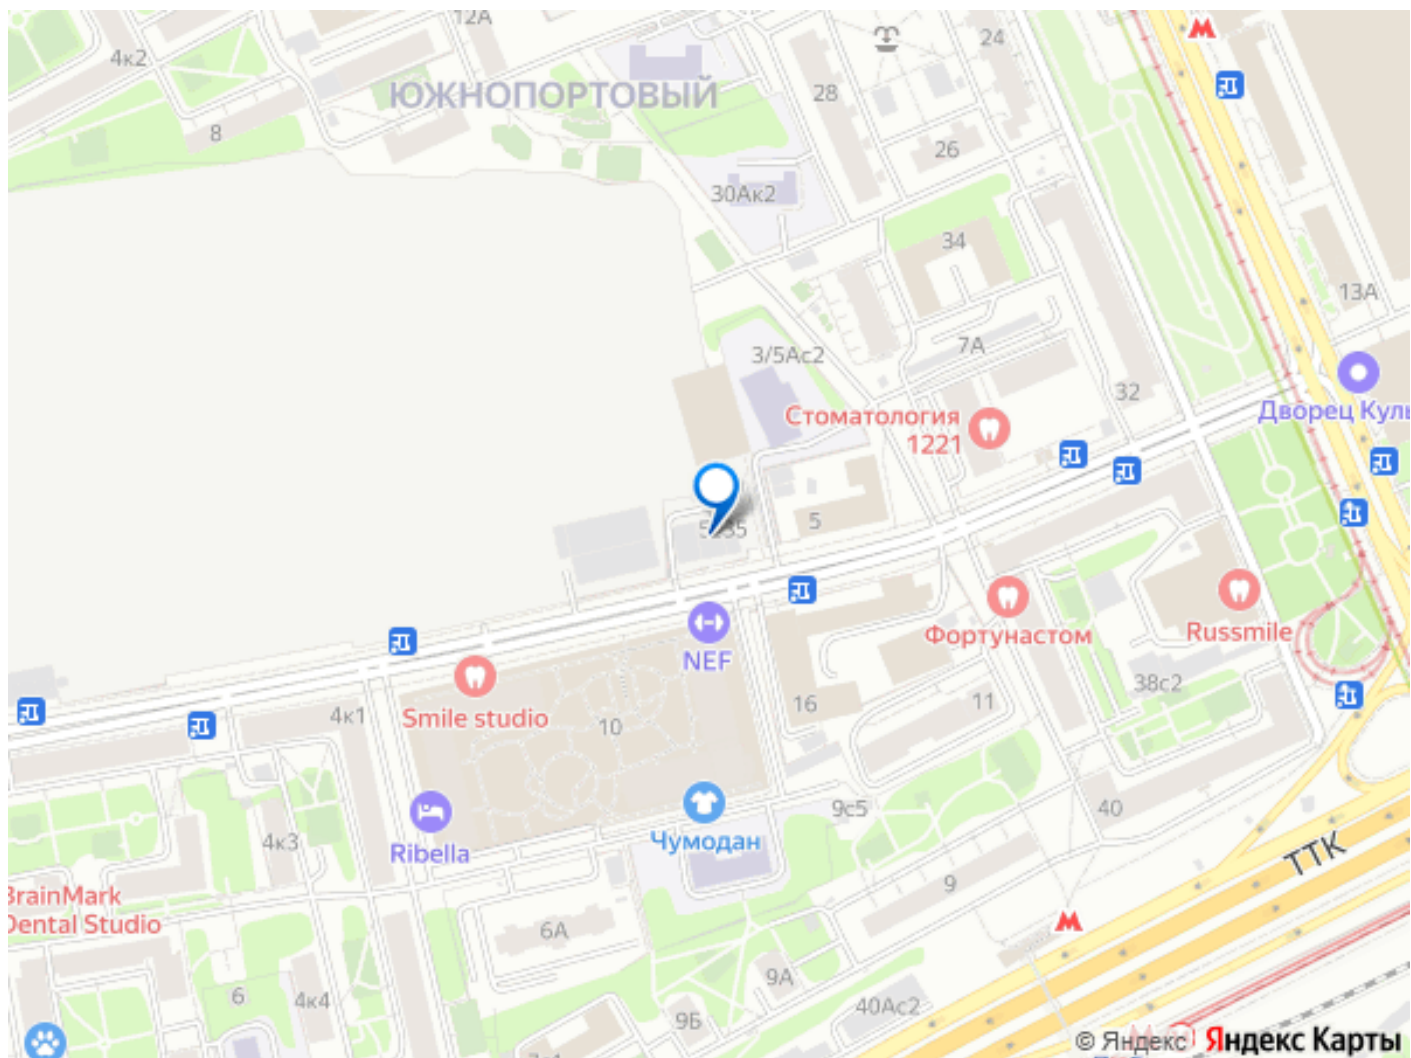 12А
4к2
24
ЮЖНОПОРТОВЫЙ
28
8
26
30Ак2
34
13А
3/5Ас2
7А
32
Дворец Куль
Стоматология
1221
5
Фортунастом
Russmile
NEF
38с2
Smile studio
4к1
10
16
11
9с5
40
Чумодан
Ribella
4к3
ТТК
9
BrainMark
Dental Studio
6А
9А
6
4к4
40Ас2
9Б
© Яндекс Яндекс Карты